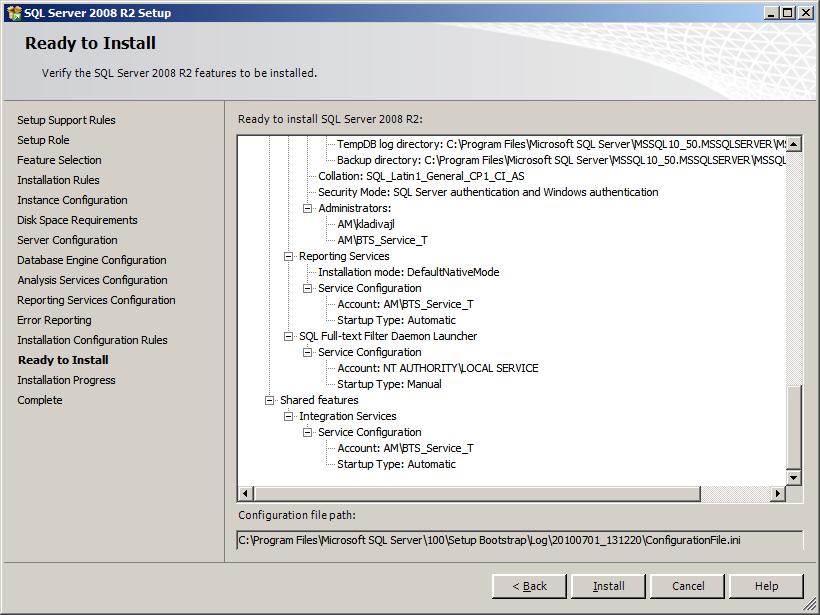 SQL Server 2008 R2 Setup
Ready to Install
Verify the SQL Server 2008 R2 features to be installed.
Setup Support Rules
Setup Role
Feature Selection
Installation Rules
Instance Configuration
Disk Space Requirements
Server Configuration
Database Engine Configuration
Analysis Services Configuration
Reporting Services Configuration
Error Reporting
Installation Configuration Rules
Ready to Install
Installation Progress
Complete
Ready to install SQL Server 2008 R2:
TempDB log directory: C:\Program Files\Microsoft SQL Server\MSSQL10_50.MSSQLSERVER\MS
Backup directory: C:\Program Files\Microsoft SQL Server\MSSQL10_50.MSSQLSERVER\MSSQL
Collation: SQL_Latin1_General_CP1_CI_AS
Security Mode: SQL Server authentication and Windows authentication
Administrators:
AM\kladivajl
AM\BTS_Service_T
Reporting Services
Installation mode: DefaultNativeMode
Service Configuration
Account: AM\BTS_Service_T
Startup Type: Automatic
SQL Full-text Filter Daemon Launcher
Service Configuration
Account: NT AUTHORITY\LOCAL SERVICE
Startup Type: Manual
Shared features
Integration Services
Service Configuration
Account: AM\BTS_Service_T
Startup Type: Automatic
Configuration file path:
C:\Program Files\Microsoft SQL Server\100\Setup Bootstrap\Log\20100701_131220\ConfigurationFile.ini
< Back
Install
Cancel
Help